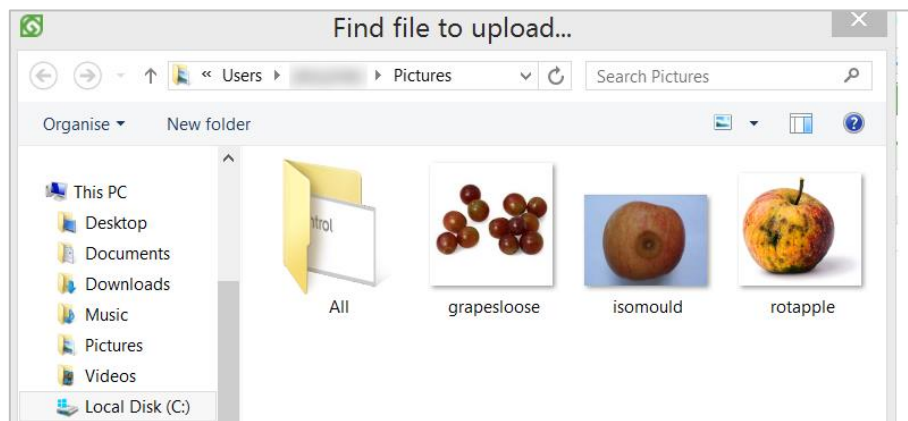 Find file to upload...
« Users Pictures
Search Pictures
Organise
New folder
This PC
Desktop
Documents
Downloads
Music
Pictures
Videos
Local Disk (C:)
All
grapesloose
isomould
rotapple